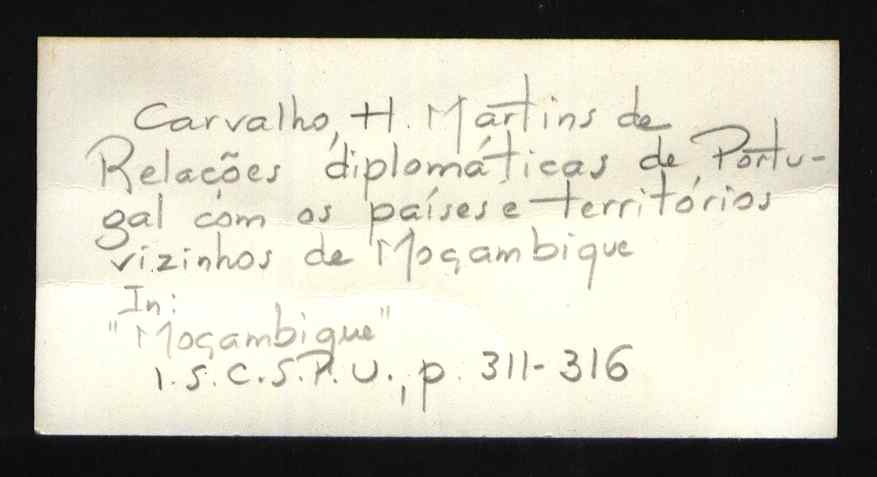 Carvalho, H. Martins de
Relações diplomáticas de Portu-
gal com os países e territórios
vizinhos de Moçambique
In:
"Moçambique"
I.S.C.S.P.U., p. 311-316